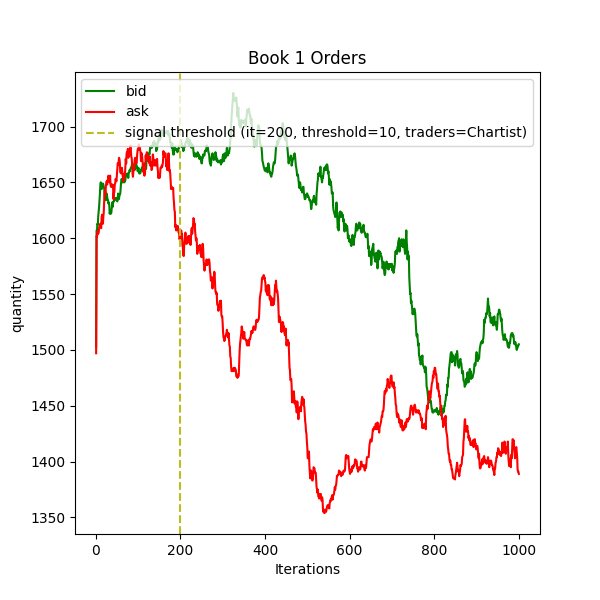 Book 1 Orders
bid
ask
signal threshold (it=200, threshold=10, traders=Chartist)
quantity
1700
1650
1600
1550
1500
1450
1400
1350
0 200 400 600 800 1000
Iterations